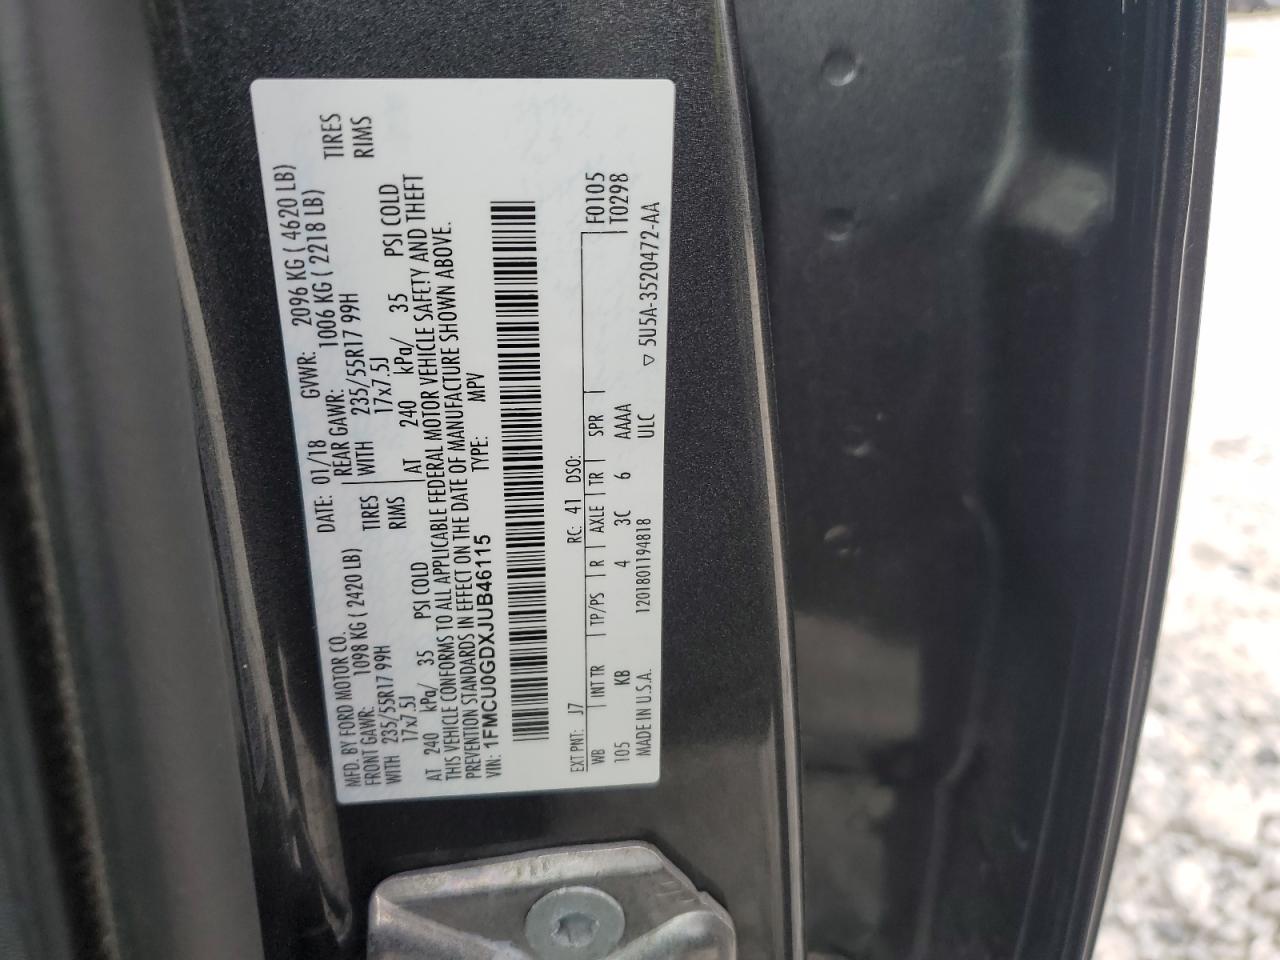 MFD. BY FORD MOTOR CO. DATE: 01/18 GVWR: 2096 KG ( 4620 LB)
FRONT GAWR: 1098 KG ( 2420 LB) REAR GAWR: 1006 KG ( 2218 LB)
WITH 235/55R17 99H TIRES WITH 235/55R17 99H TIRES
17x7.5J RIMS 17x7.5J RIMS
AT 240 kPa/ 35 PSI COLD AT 240 kPa/ 35 PSI COLD
THIS VEHICLE CONFORMS TO ALL APPLICABLE FEDERAL MOTOR VEHICLE SAFETY AND THEFT
PREVENTION STANDARDS IN EFFECT ON THE DATE OF MANUFACTURE SHOWN ABOVE.
VIN: 1FMCU0GDXJUB46115 TYPE: MPV
EXT PNT: J7 RC: 41 DSO: F0105
WB INT TR TP/PS R AXLE TR SPR T0298
105 KB 4 3C 6 AAAA
MADE IN U.S.A. 1201801194818 ULC ▽ 5U5A-3520472-AA